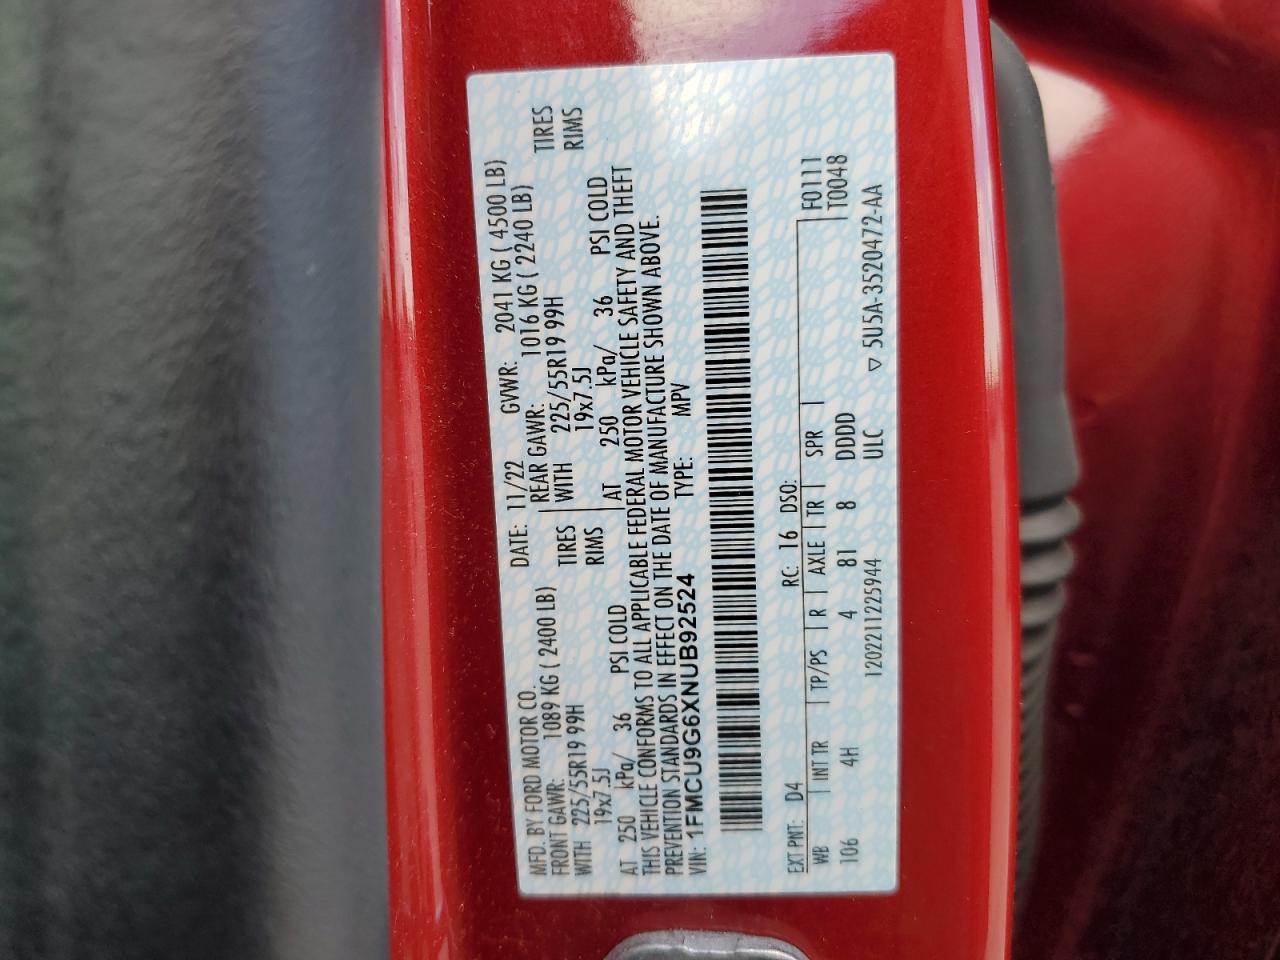 MFD. BY FORD MOTOR CO.
DATE: 11/22 GVWR: 2041 KG ( 4500 LB)
FRONT GAWR: 1089 KG ( 2400 LB) REAR GAWR: 1016 KG ( 2240 LB)
WITH 225/55R19 99H TIRES WITH 225/55R19 99H TIRES
19x7.5J RIMS 19x7.5J RIMS
AT 250 kPa/ 36 PSI COLD AT 250 kPa/ 36 PSI COLD
THIS VEHICLE CONFORMS TO ALL APPLICABLE FEDERAL MOTOR VEHICLE SAFETY AND THEFT
PREVENTION STANDARDS IN EFFECT ON THE DATE OF MANUFACTURE SHOWN ABOVE.
VIN: 1FMCU9G6XNUB92524 TYPE: MPV
EXT PNT: D4 RC: 16 DSO: F0111
WB INT TR TP/PS R AXLE TR SPR T0048
106 4H 4 81 8 DDDD
120221125944 ULC ▽ 5U5A-3520472-AA